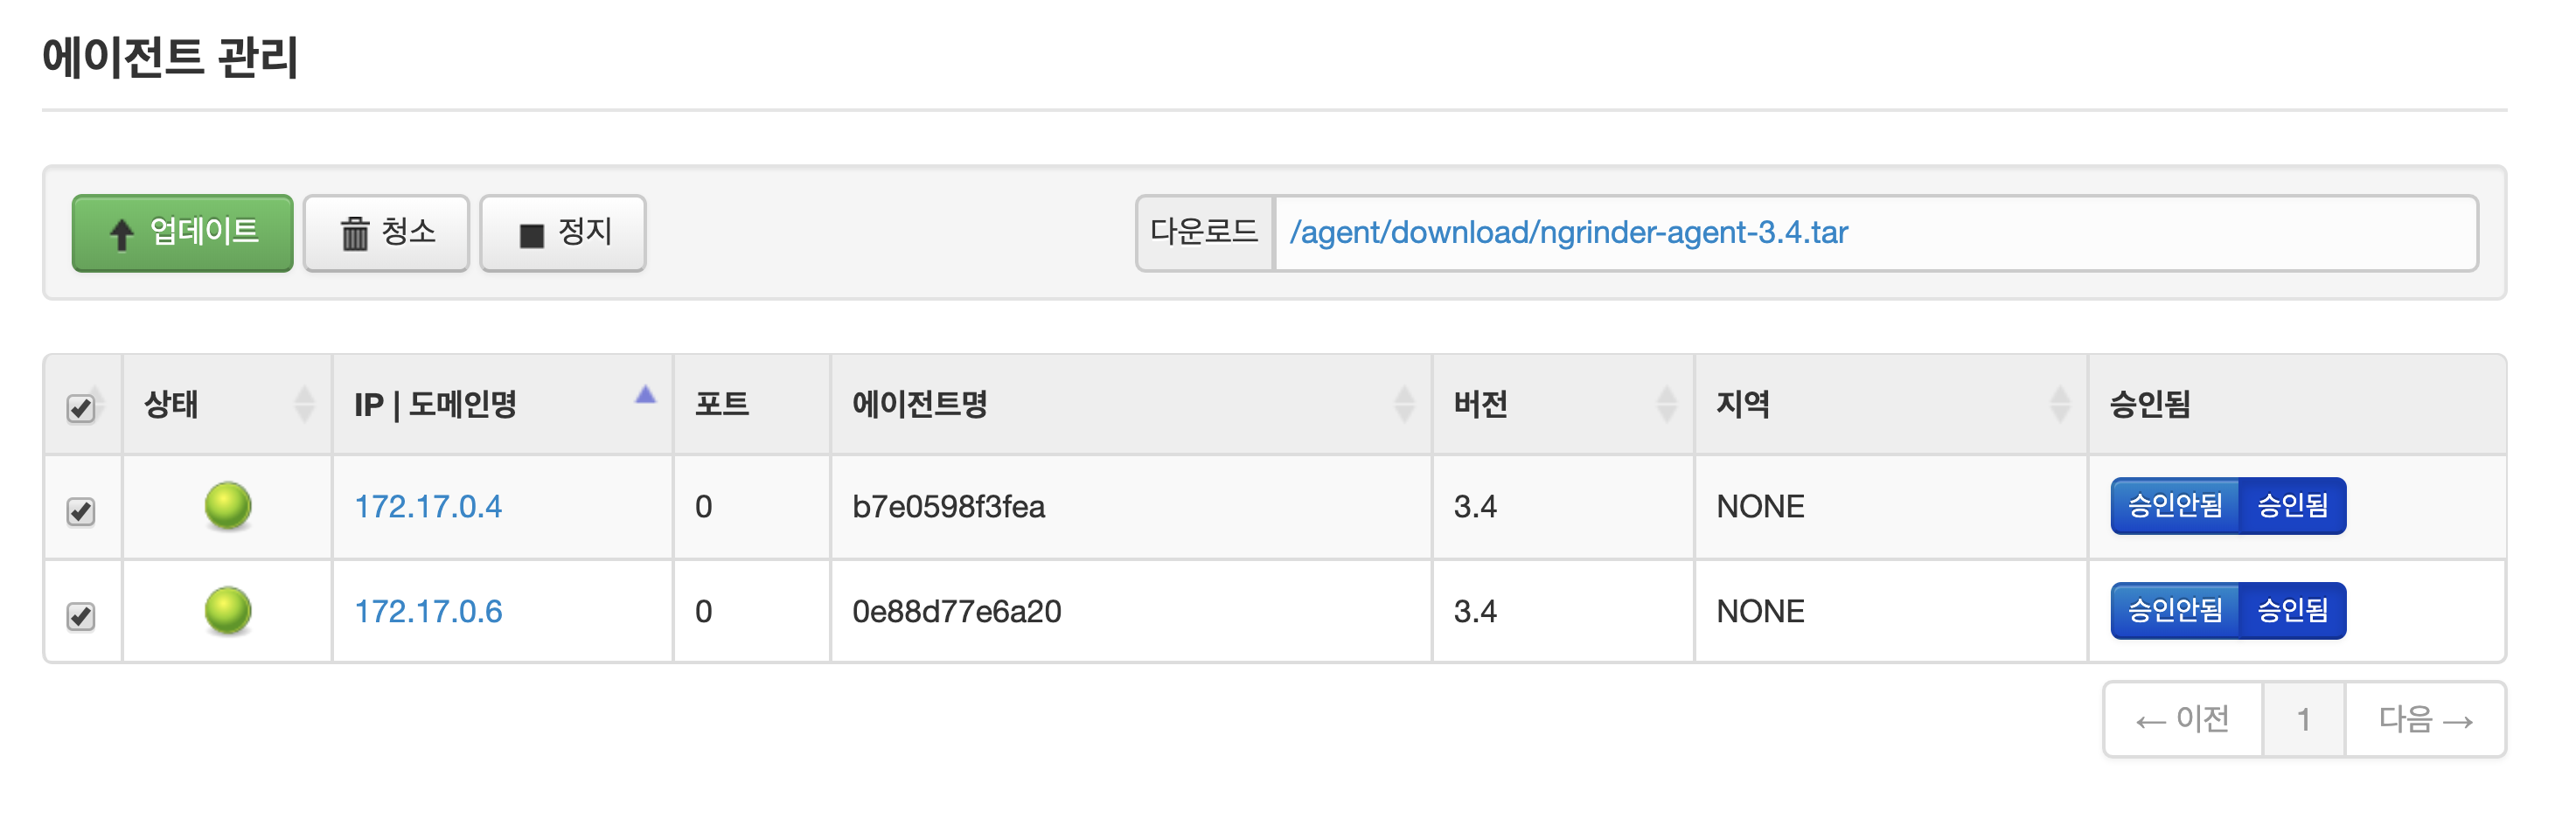 에이전트 관리
업데이트 청소 정지 다운로드 /agent/download/ngrinder-agent-3.4.tar
상태 IP | 도메인명 포트 에이전트명 버전 지역 승인됨
172.17.0.4 0 b7e0598f3fea 3.4 NONE 승인안됨 승인됨
172.17.0.6 0 0e88d77e6a20 3.4 NONE 승인안됨 승인됨
← 이전 1 다음 →